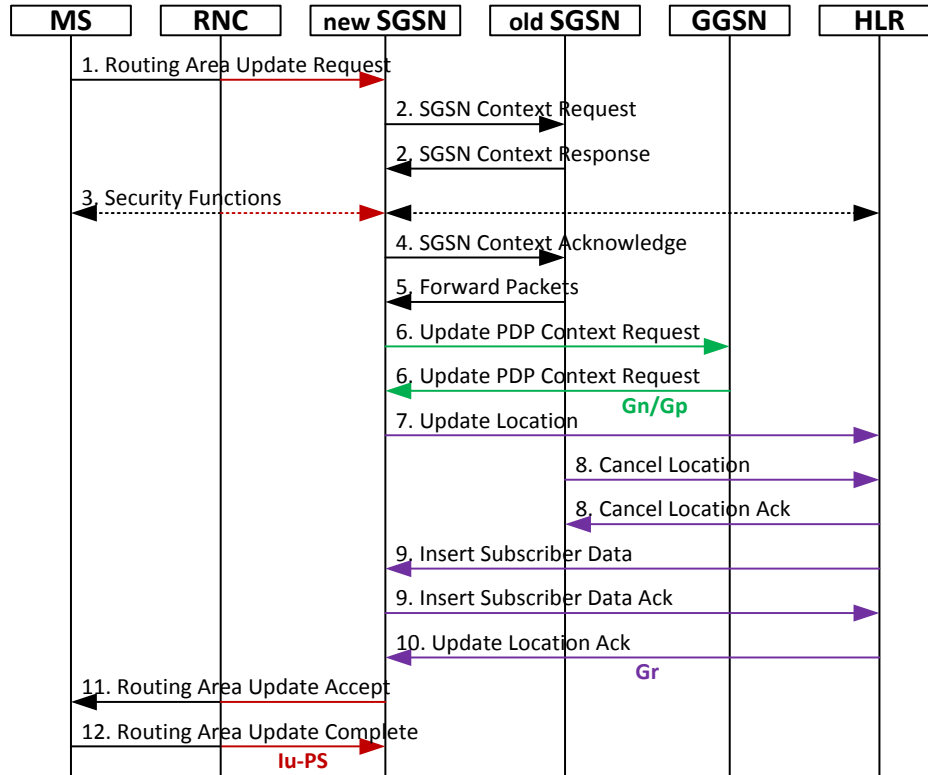 MS RNC new SGSN old SGSN GGSN HLR
1. Routing Area Update Request
2. SGSN Context Request
2. SGSN Context Response
3. Security Functions
4. SGSN Context Acknowledge
5. Forward Packets
6. Update PDP Context Request
6. Update PDP Context Request
Gn/Gp
7. Update Location
8. Cancel Location
8. Cancel Location Ack
9. Insert Subscriber Data
9. Insert Subscriber Data Ack
10. Update Location Ack
Gr
11. Routing Area Update Accept
12. Routing Area Update Complete
Iu-PS